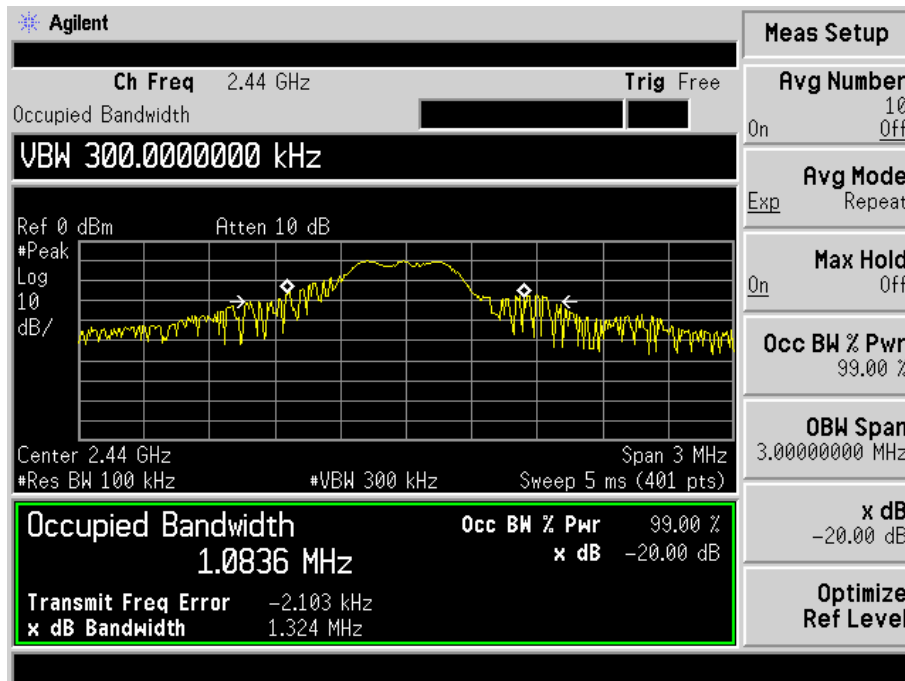 Agilent
Meas Setup
Ch Freq 2.44 GHz Trig Free
Occupied Bandwidth
VBW 300.0000000 kHz
Ref 0 dBm Atten 10 dB
#Peak
Log
10
dB/
Center 2.44 GHz Span 3 MHz
#Res BW 100 kHz #VBW 300 kHz Sweep 5 ms (401 pts)
Occupied Bandwidth
1.0836 MHz
Occ BW % Pwr 99.00 %
x dB -20.00 dB
Transmit Freq Error -2.103 kHz
x dB Bandwidth 1.324 MHz
Avg Number
10
On Off
Avg Mode
Exp Repeat
Max Hold
On Off
Occ BW % Pwr
99.00 %
OBW Span
3.00000000 MHz
x dB
-20.00 dB
Optimize
Ref Level